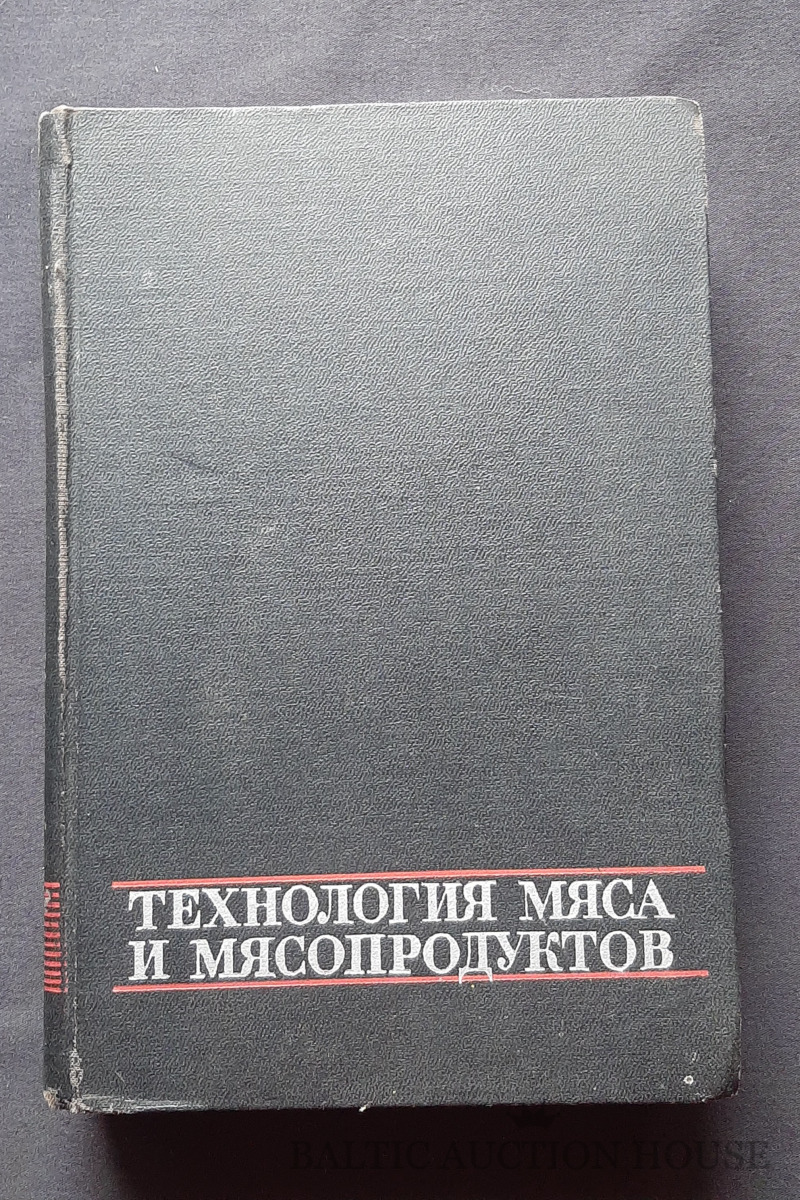 ТЕХНОЛОГИЯ МЯСА
И МЯСОПРОДУКТОВ
BALTIC AUCTION HOUSE